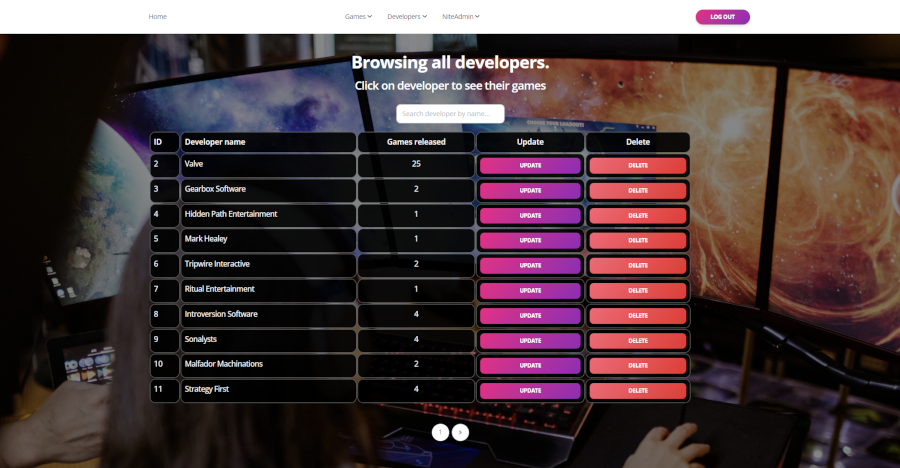 Home Games Developers NiteAdmin LOG OUT
Browsing all developers.
Click on developer to see their games
Search developer by name...
ID Developer name Games released Update Delete
2 Valve 25 UPDATE DELETE
3 Gearbox Software 2 UPDATE DELETE
4 Hidden Path Entertainment 1 UPDATE DELETE
5 Mark Healey 1 UPDATE DELETE
6 Tripwire Interactive 2 UPDATE DELETE
7 Ritual Entertainment 1 UPDATE DELETE
8 Introversion Software 4 UPDATE DELETE
9 Sonalysts 4 UPDATE DELETE
10 Malfador Machinations 2 UPDATE DELETE
11 Strategy First 4 UPDATE DELETE
1 >